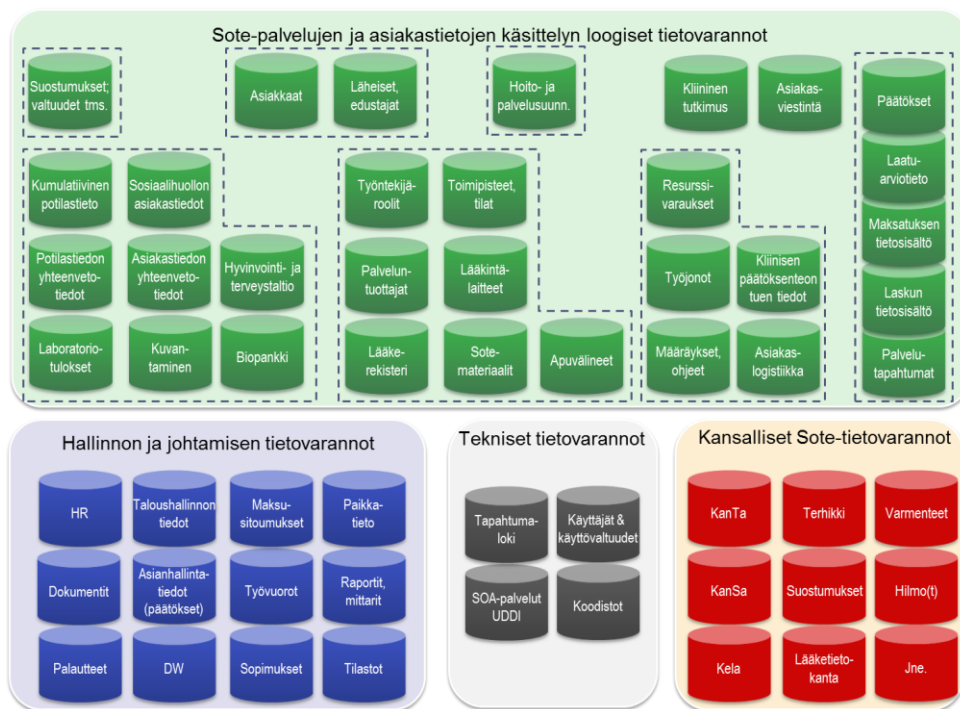 Sote-palvelujen ja asiakastietojen käsittelyn loogiset tietovarannot
Suostumukset;
valtuudet tms.
Asiakkaat
Läheiset,
edustajat
Hoito- ja
palvelusuunn.
Kliininen
tutkimus
Asiakas-
viestintä
Päätökset
Laatu-
arviotieto
Maksatuksen
tietosisältö
Laskun
tietosisältö
Palvelu-
tapahtumat
Kumulatiivinen
potilastieto
Sosiaalihuollon
asiakastiedot
Potilastiedon
yhteenveto-
tiedot
Asiakastiedon
yhteenveto-
tiedot
Hyvinvointi- ja
terveystaltio
Laboratorio-
tulokset
Kuvan-
taminen
Biopankki
Työntekijä-
roolit
Toimipisteet,
tilat
Palvelun-
tuottajat
Lääkintä-
laitteet
Lääke-
rekisteri
Sote-
materiaalit
Apuvälineet
Resurssi-
varaukset
Työjonot
Kliinisen
päätöksenteon
tuen tiedot
Määräykset,
ohjeet
Asiakas-
logistiikka
Hallinnon ja johtamisen tietovarannot
HR
Taloushallinnon
tiedot
Maksu-
sitoumukset
Paikka-
tieto
Dokumentit
Asianhallinta-
tiedot
(päätökset)
Työvuorot
Raportit,
mittarit
Palautteet
DW
Sopimukset
Tilastot
Tekniset tietovarannot
Tapahtuma-
loki
Käyttäjät &
käyttövaltuudet
SOA-palvelut
UDDI
Koodistot
Kansalliset Sote-tietovarannot
KanTa
Terhikki
Varmenteet
KanSa
Suostumukset
Hilmo(t)
Kela
Lääketieto-
kanta
Jne.